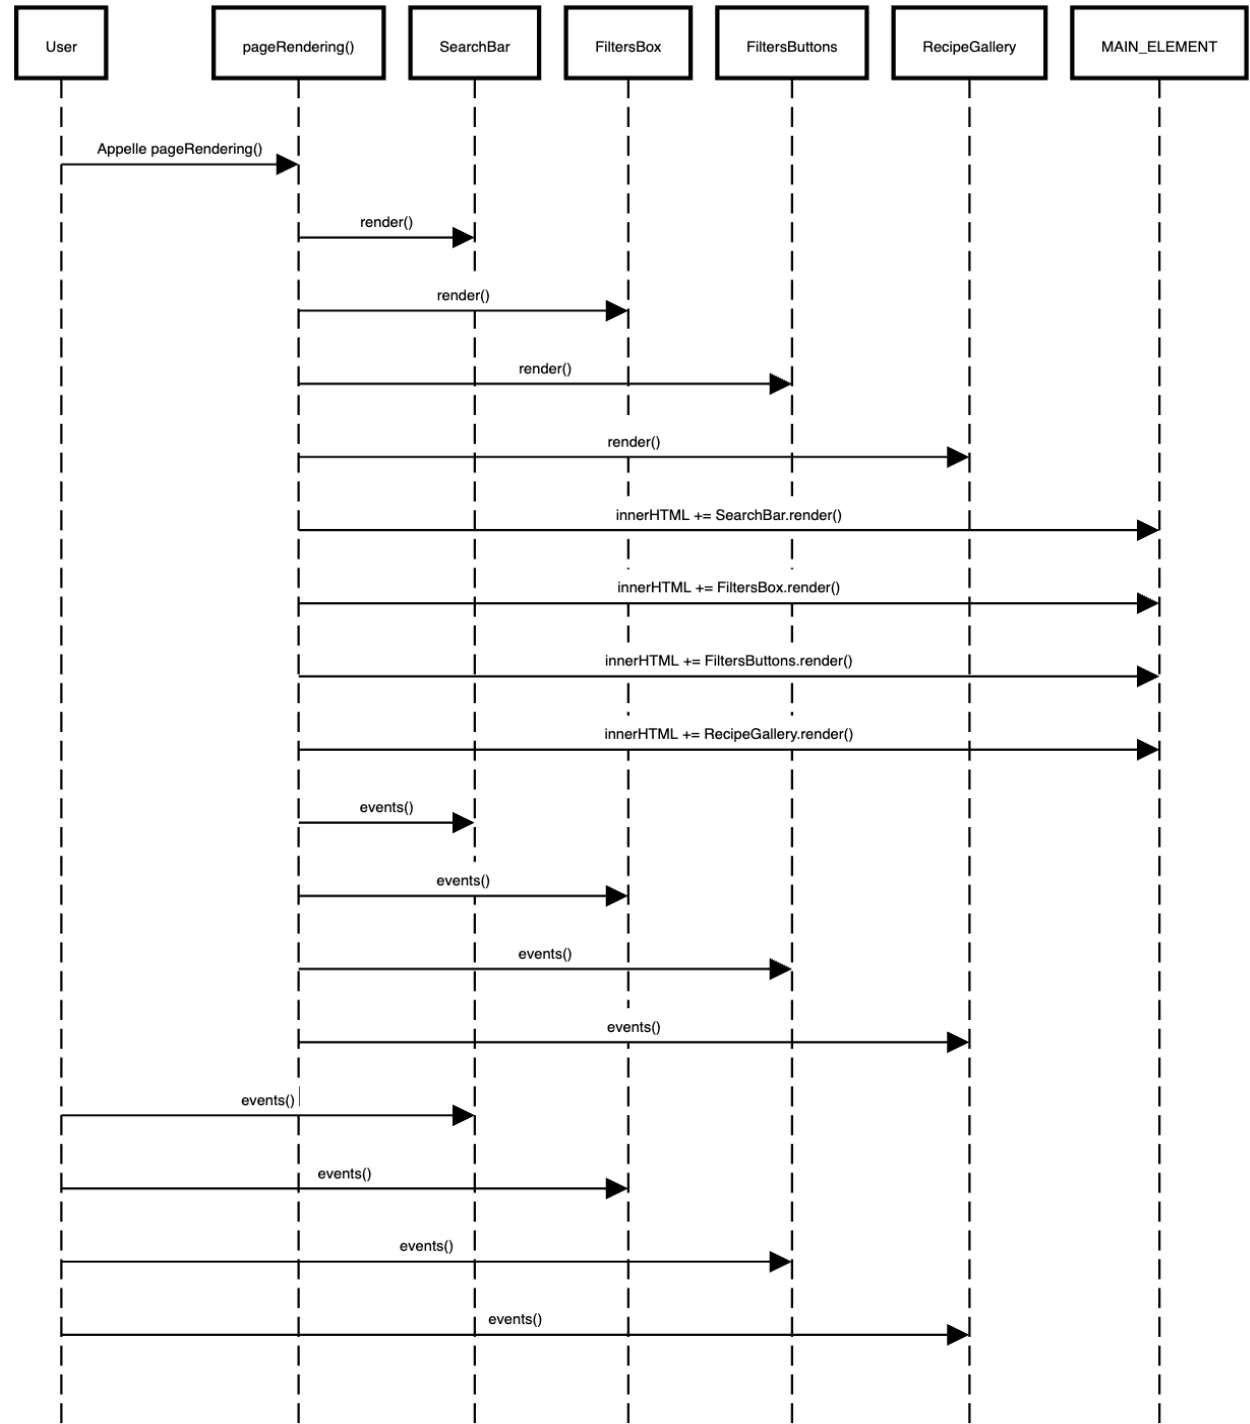 User
pageRendering()
SearchBar
FiltersBox
FiltersButtons
RecipeGallery
MAIN_ELEMENT
Appelle pageRendering()
render()
render()
render()
render()
innerHTML += SearchBar.render()
innerHTML += FiltersBox.render()
innerHTML += FiltersButtons.render()
innerHTML += RecipeGallery.render()
events()
events()
events()
events()
events()
events()
events()
events()